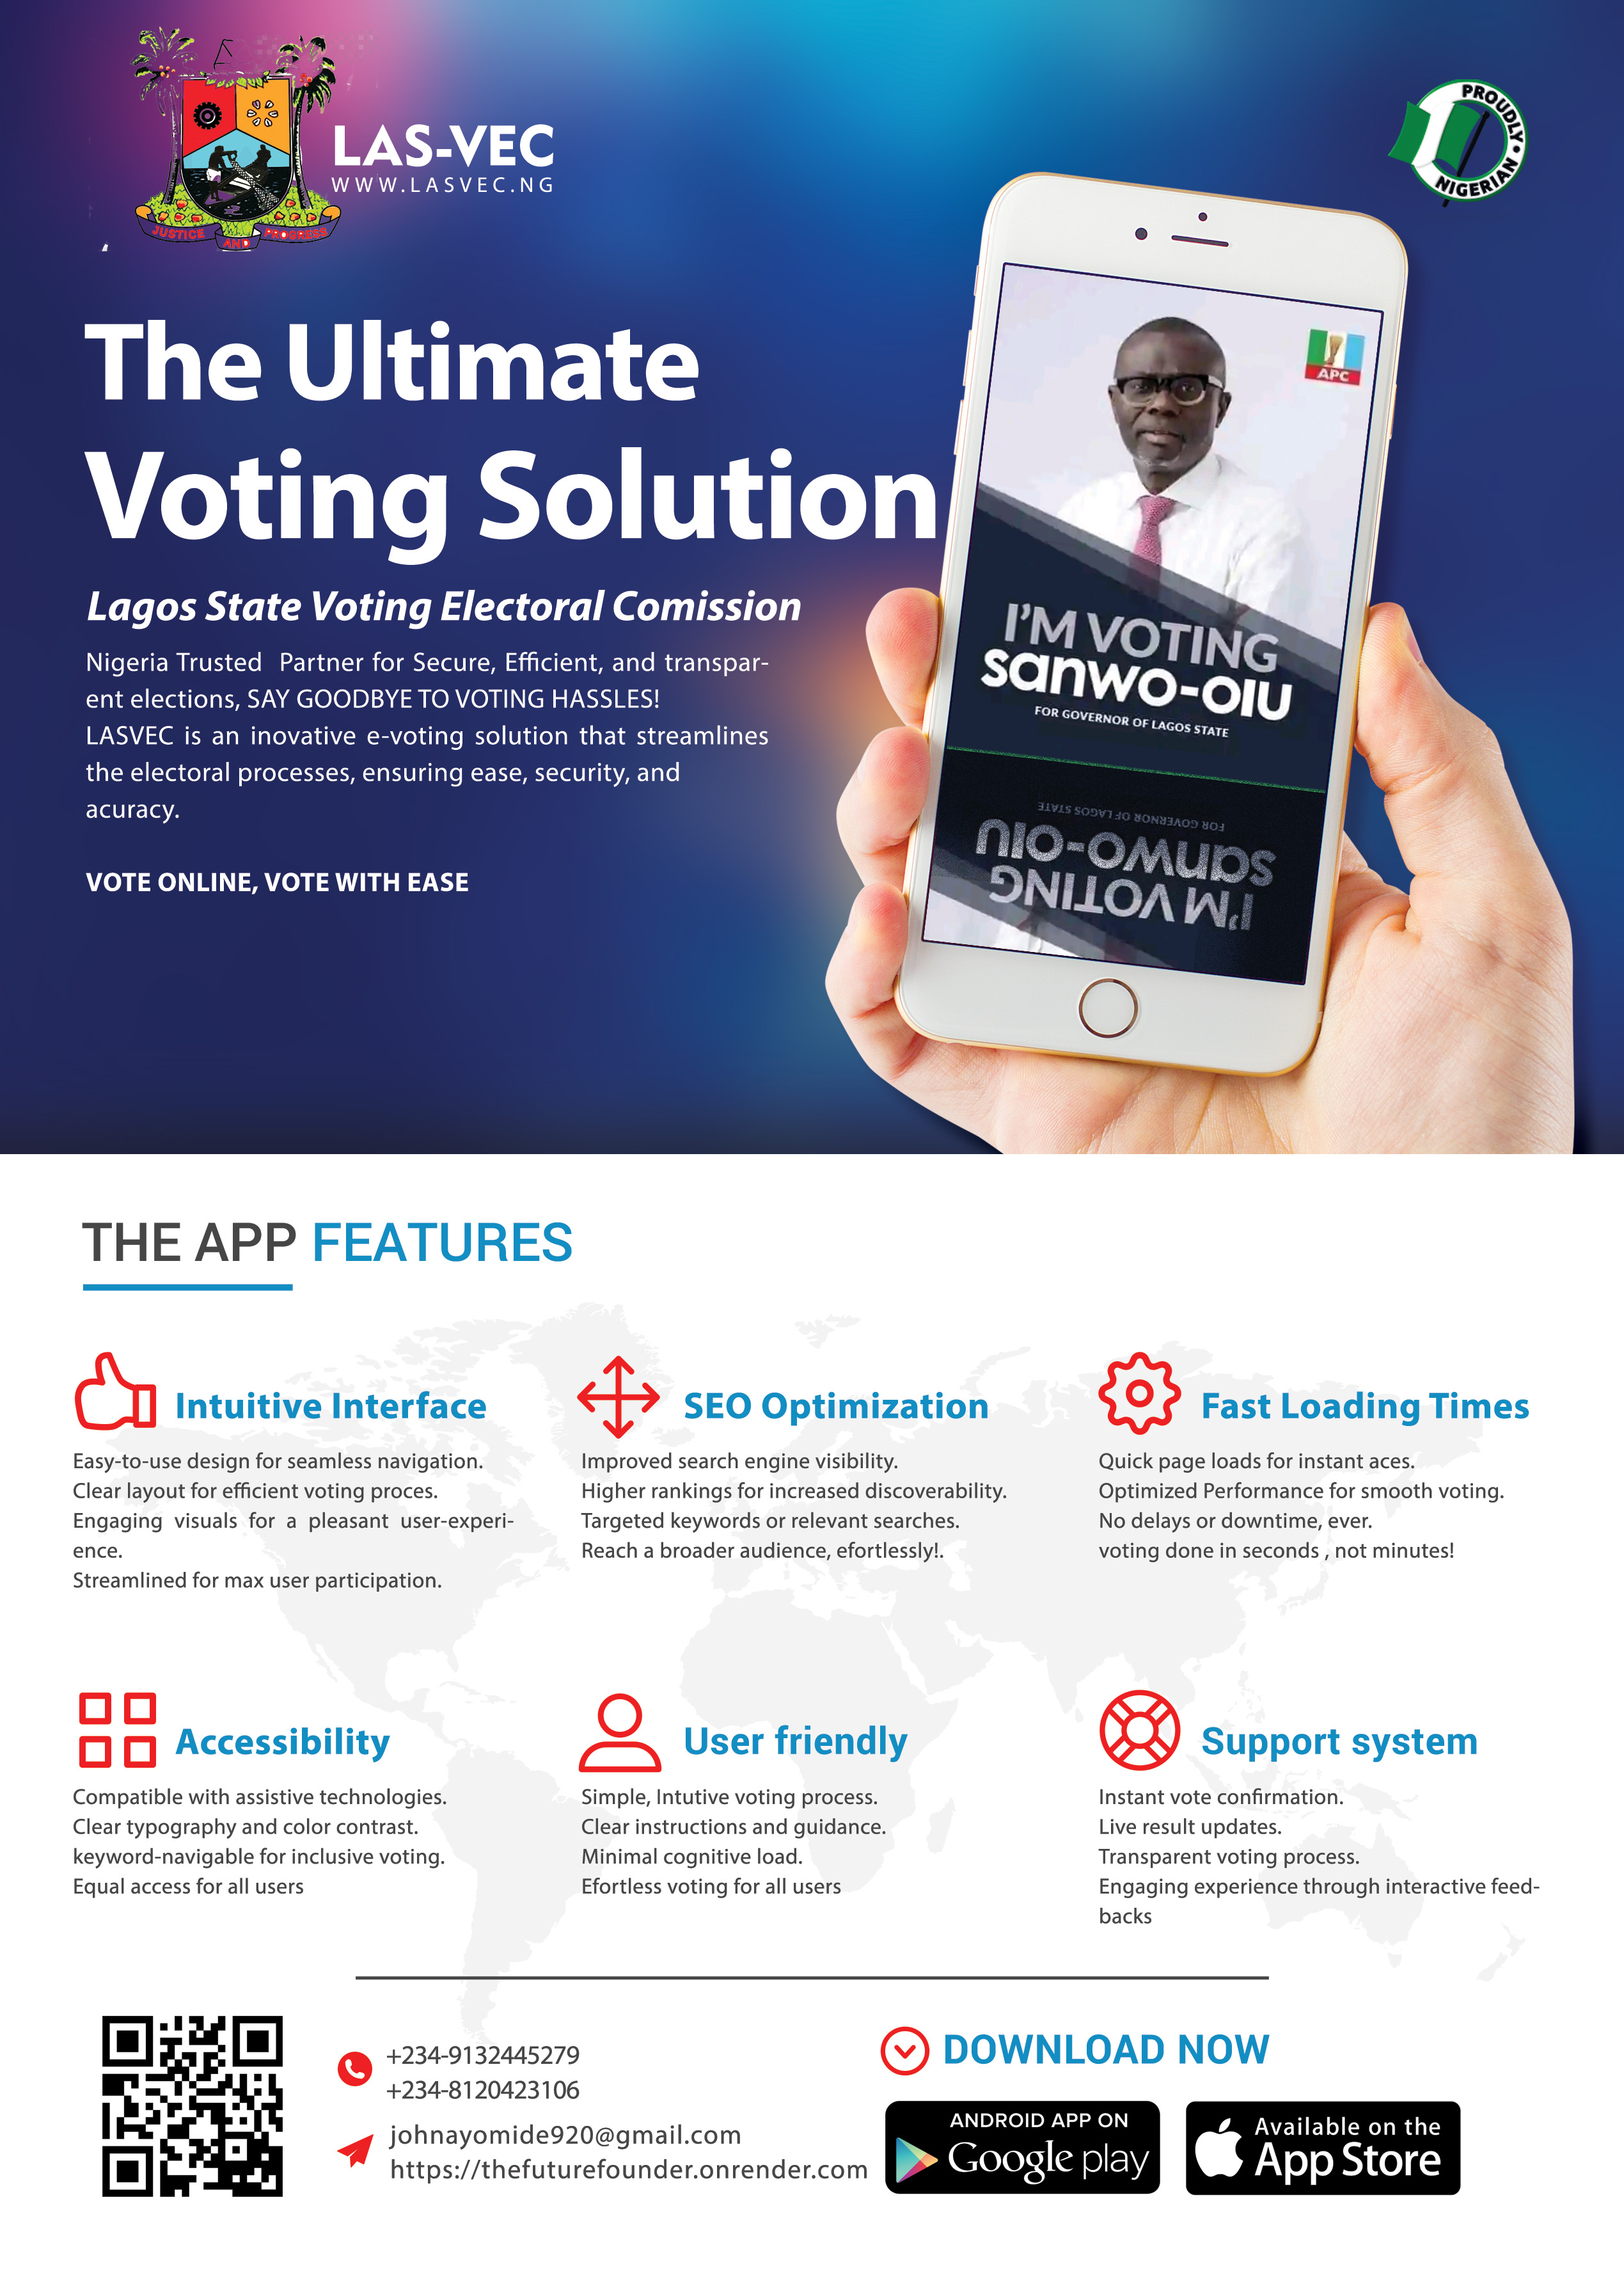 LAS-VEC
WWW.LASVEC.NG
JUSTICE AND PROGRESS
PROUDLY • NIGERIAN
The Ultimate
Voting Solution
Lagos State Voting Electoral Comission
Nigeria Trusted Partner for Secure, Efficient, and transpar-
ent elections, SAY GOODBYE TO VOTING HASSLES!
LASVEC is an inovative e-voting solution that streamlines
the electoral processes, ensuring ease, security, and
acuracy.
VOTE ONLINE, VOTE WITH EASE
APC
I'M VOTING
sanwo-olu
FOR GOVERNOR OF LAGOS STATE
FOR GOVERNOR OF LAGOS STATE
sanwo-olu
I'M VOTING
THE APP FEATURES
Intuitive Interface
Easy-to-use design for seamless navigation.
Clear layout for efficient voting proces.
Engaging visuals for a pleasant user-experi-
ence.
Streamlined for max user participation.
SEO Optimization
Improved search engine visibility.
Higher rankings for increased discoverability.
Targeted keywords or relevant searches.
Reach a broader audience, efortlessly!.
Fast Loading Times
Quick page loads for instant aces.
Optimized Performance for smooth voting.
No delays or downtime, ever.
voting done in seconds , not minutes!
Accessibility
Compatible with assistive technologies.
Clear typography and color contrast.
keyword-navigable for inclusive voting.
Equal access for all users
User friendly
Simple, Intutive voting process.
Clear instructions and guidance.
Minimal cognitive load.
Efortless voting for all users
Support system
Instant vote confirmation.
Live result updates.
Transparent voting process.
Engaging experience through interactive feed-
backs
+234-9132445279
+234-8120423106
johnayomide920@gmail.com
https://thefuturefounder.onrender.com
DOWNLOAD NOW
ANDROID APP ON
Google play
Available on the
App Store